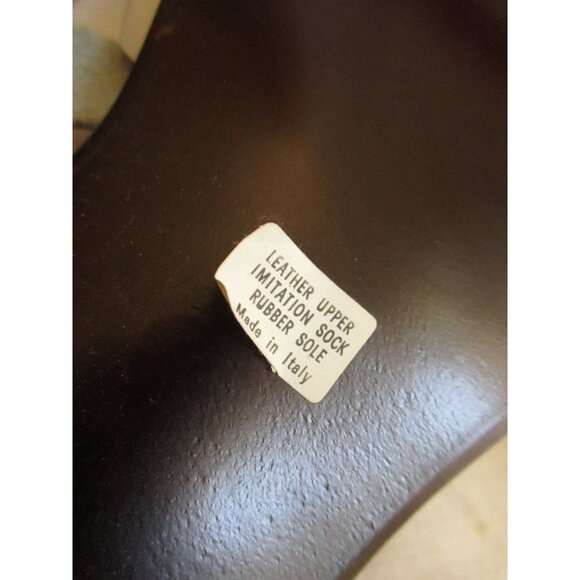 LEATHER UPPER
IMITATION SOCK
RUBBER SOLE
Made in Italy